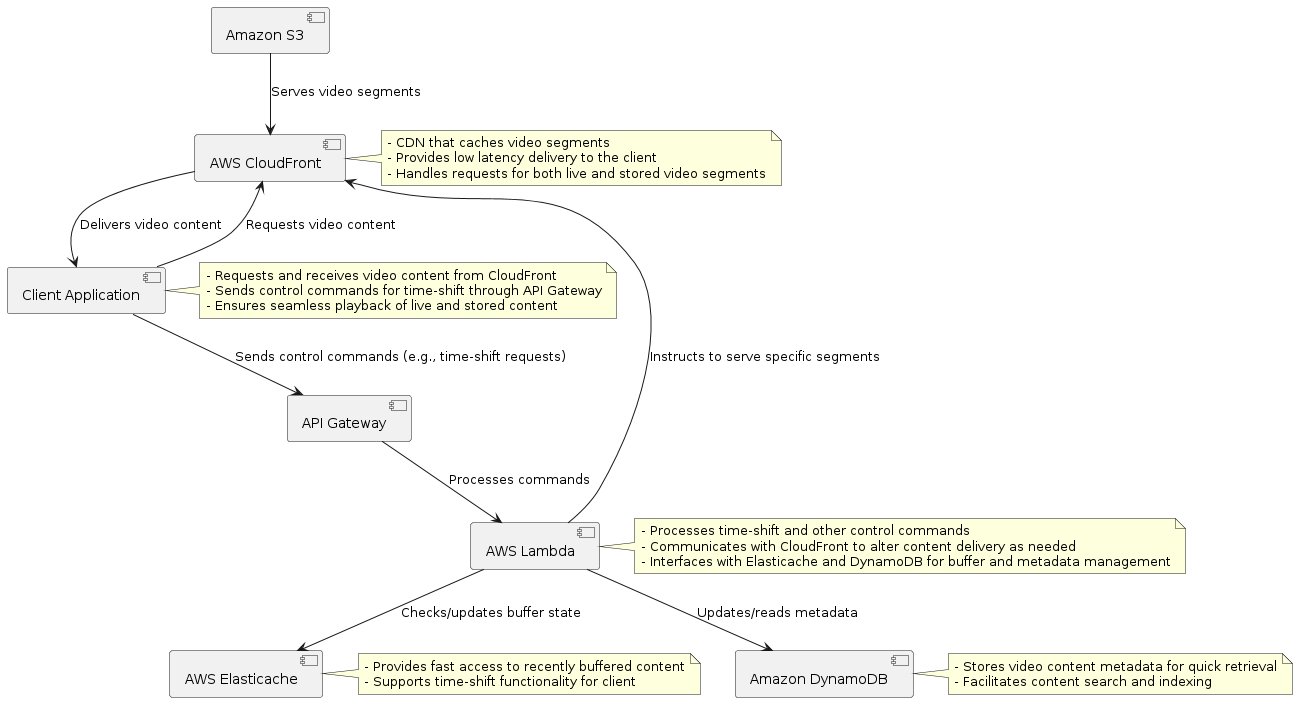 Amazon S3
Serves video segments
AWS CloudFront
- CDN that caches video segments
- Provides low latency delivery to the client
- Handles requests for both live and stored video segments
Delivers video content
Requests video content
Client Application
- Requests and receives video content from CloudFront
- Sends control commands for time-shift through API Gateway
- Ensures seamless playback of live and stored content
Sends control commands (e.g., time-shift requests)
Instructs to serve specific segments
API Gateway
Processes commands
AWS Lambda
- Processes time-shift and other control commands
- Communicates with CloudFront to alter content delivery as needed
- Interfaces with Elasticache and DynamoDB for buffer and metadata management
Checks/updates buffer state
Updates/reads metadata
AWS Elasticache
- Provides fast access to recently buffered content
- Supports time-shift functionality for client
Amazon DynamoDB
- Stores video content metadata for quick retrieval
- Facilitates content search and indexing